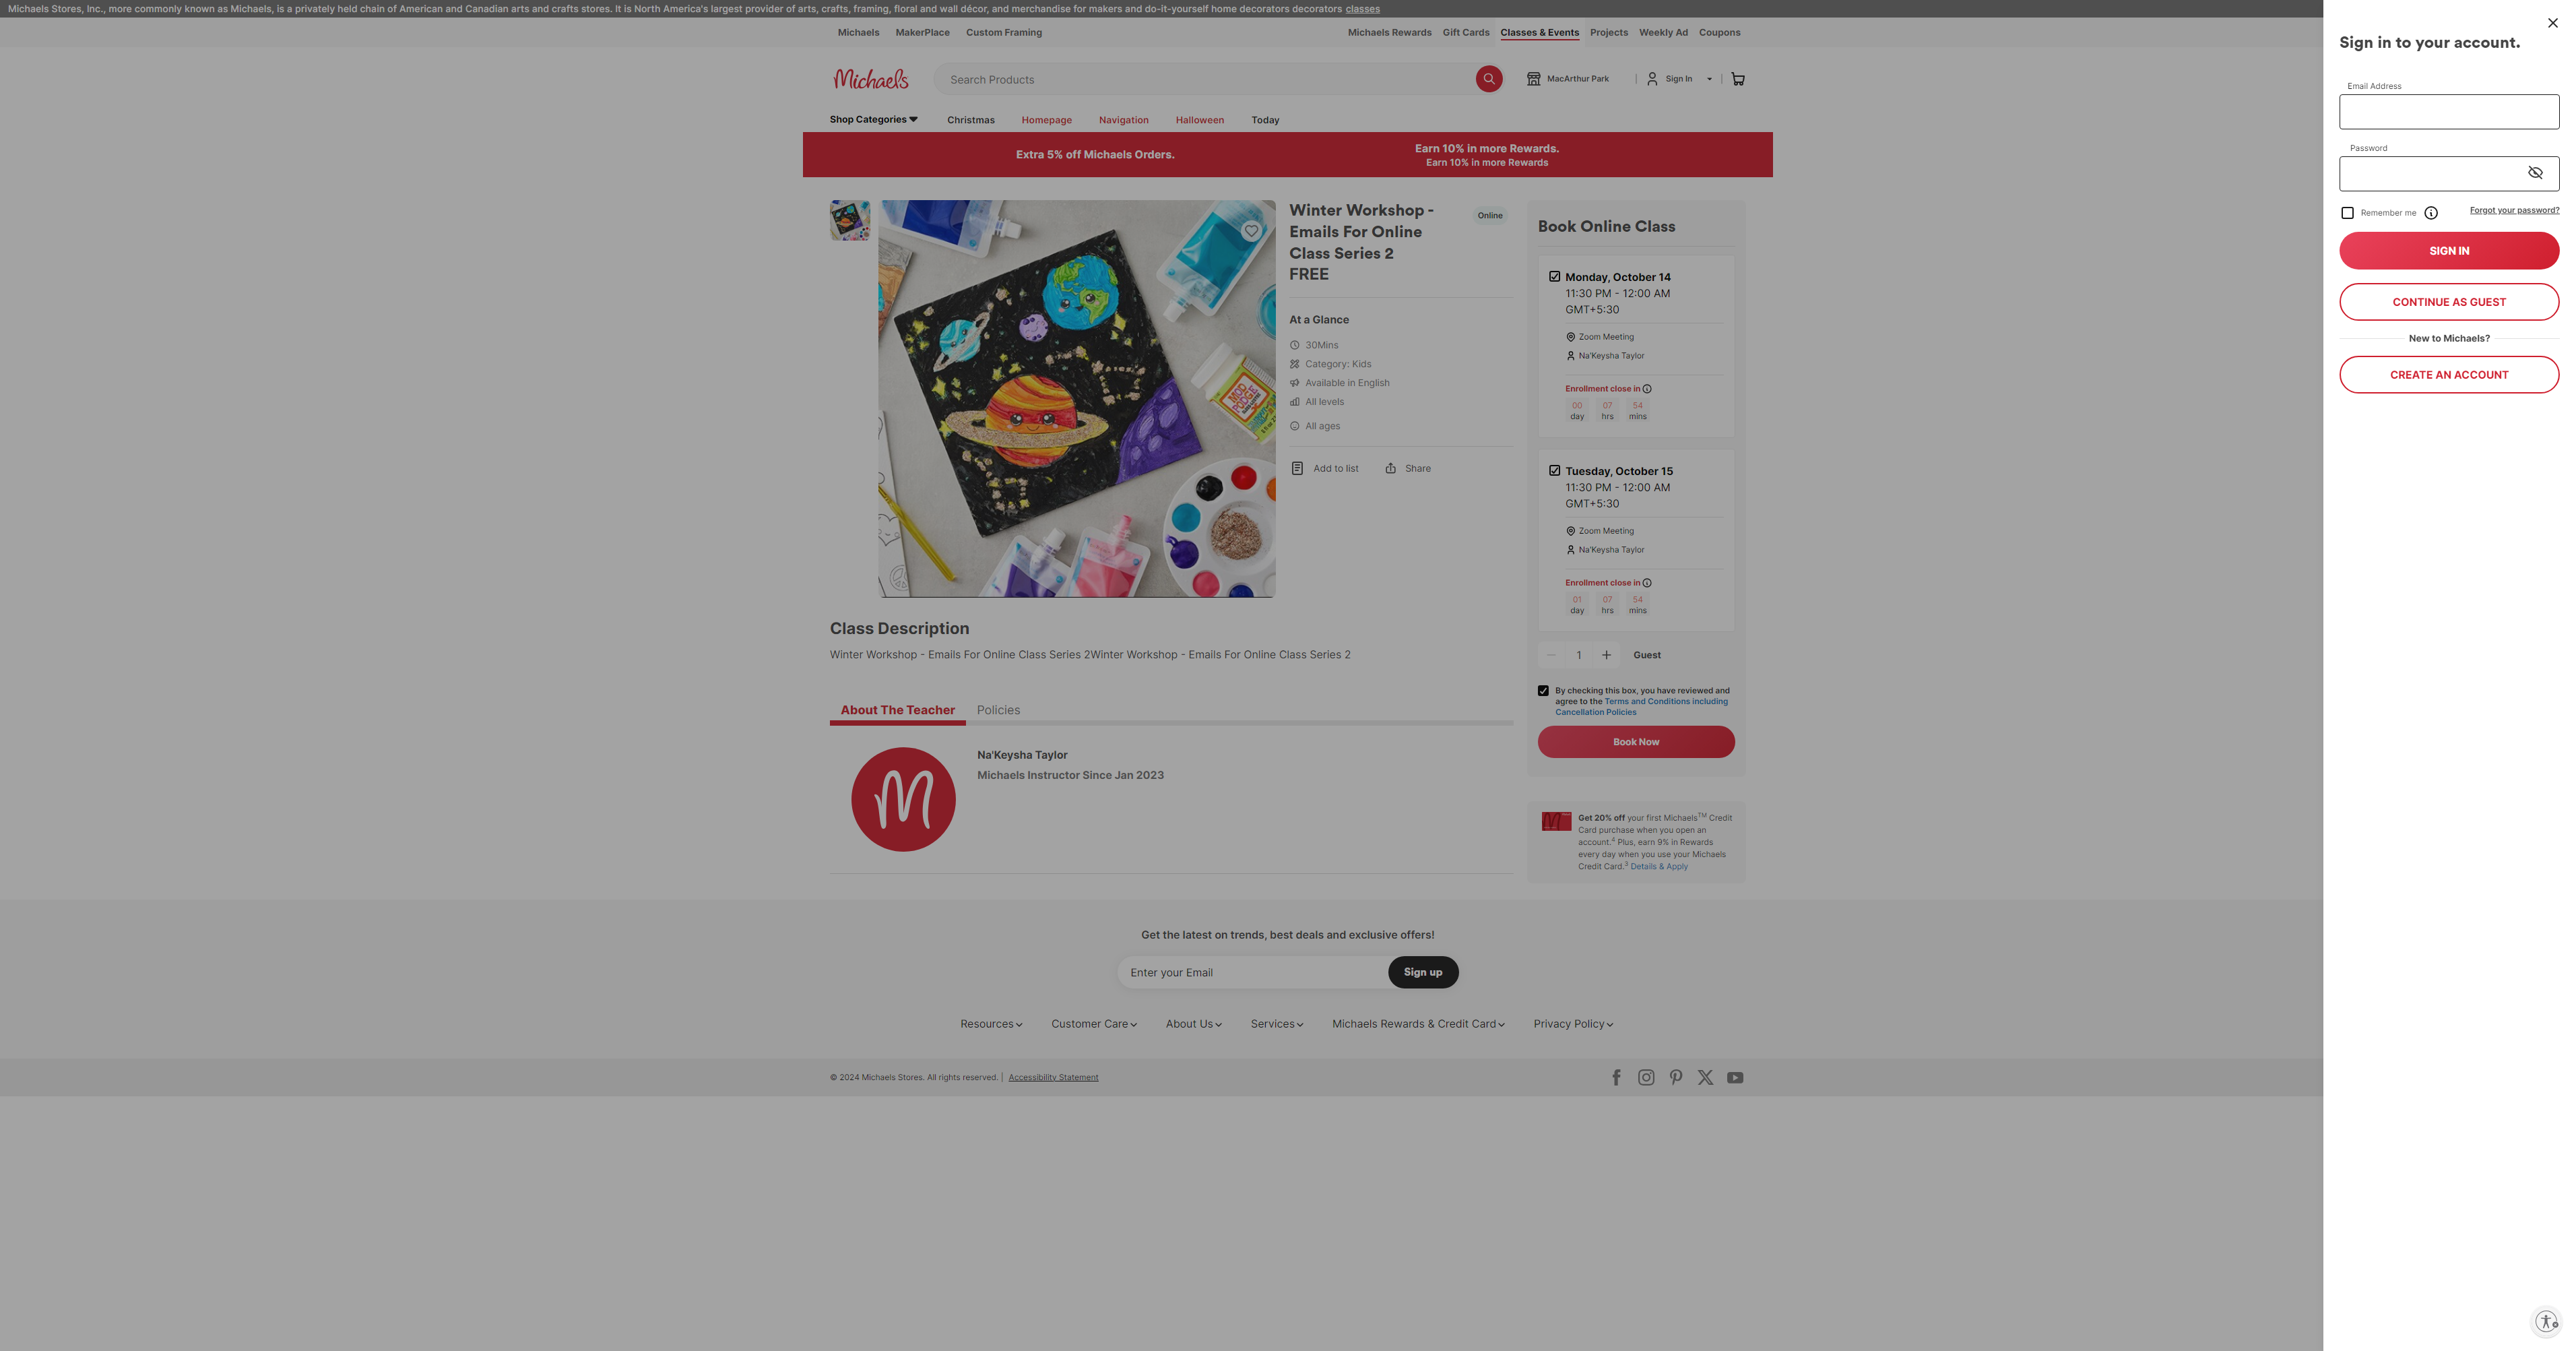 Michaels Stores, Inc., more commonly known as Michaels, is a privately held chain of American and Canadian arts and crafts stores. It is North America's largest provider of arts, crafts, framing, floral and wall décor, and merchandise for makers and do-it-yourself home decorators decorators classes
Michaels MakerPlace Custom Framing Michaels Rewards Gift Cards Classes & Events Projects Weekly Ad Coupons
Michaels Search Products MacArthur Park Sign In
Shop Categories Christmas Homepage Navigation Halloween Today
Extra 5% off Michaels Orders.
Earn 10% in more Rewards.
Earn 10% in more Rewards
Winter Workshop -
Emails For Online
Class Series 2
FREE
Online
At a Glance
30Mins
Category: Kids
Available in English
All levels
All ages
Add to list Share
MOD PODGE
Class Description
Winter Workshop - Emails For Online Class Series 2Winter Workshop - Emails For Online Class Series 2
About The Teacher Policies
Na'Keysha Taylor
Michaels Instructor Since Jan 2023
Book Online Class
Monday, October 14
11:30 PM - 12:00 AM
GMT+5:30
Zoom Meeting
Na'Keysha Taylor
Enrollment close in
00 07 54
day hrs mins
Tuesday, October 15
11:30 PM - 12:00 AM
GMT+5:30
Zoom Meeting
Na'Keysha Taylor
Enrollment close in
01 07 54
day hrs mins
1 Guest
By checking this box, you have reviewed and
agree to the Terms and Conditions including
Cancellation Policies
Book Now
Get 20% off your first Michaels™ Credit
Card purchase when you open an
account.4 Plus, earn 9% in Rewards
every day when you use your Michaels
Credit Card.3 Details & Apply
Get the latest on trends, best deals and exclusive offers!
Enter your Email Sign up
Resources Customer Care About Us Services Michaels Rewards & Credit Card Privacy Policy
© 2024 Michaels Stores. All rights reserved. | Accessibility Statement
Sign in to your account.
Email Address
Password
Remember me Forgot your password?
SIGN IN
CONTINUE AS GUEST
New to Michaels?
CREATE AN ACCOUNT